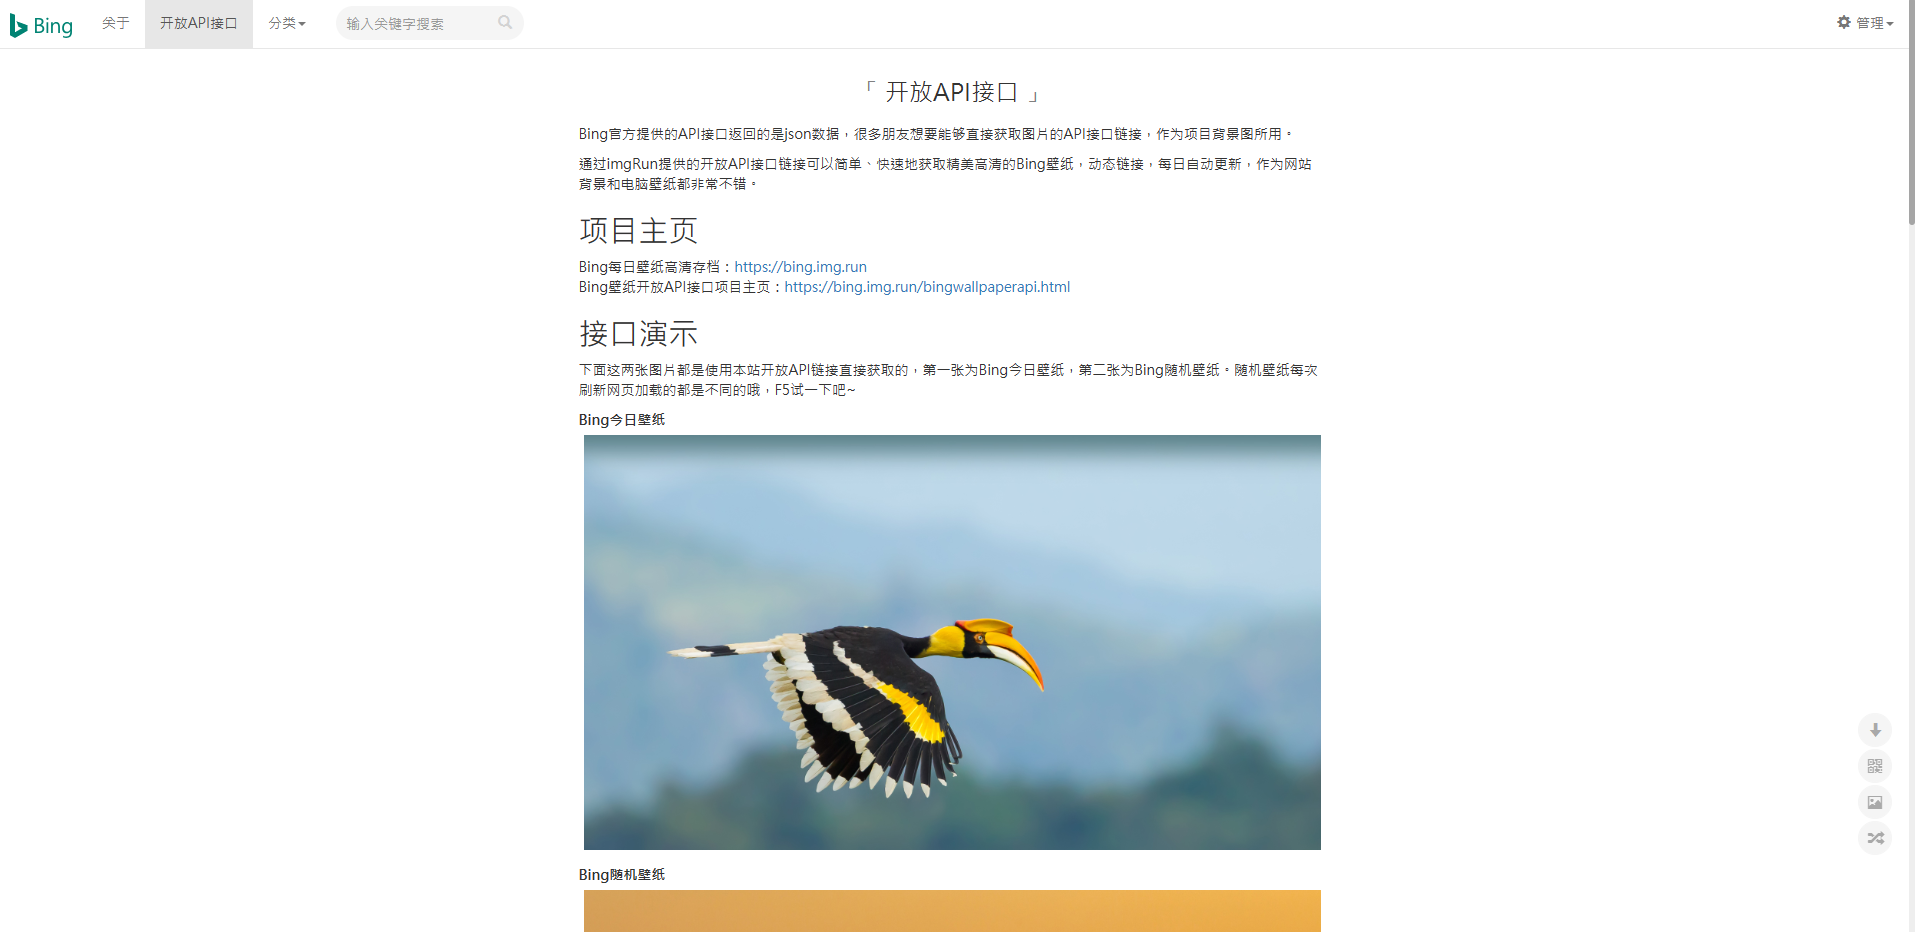 Bing
关于
开放API接口
分类
输入关键字搜索
管理
「 开放API接口 」
Bing官方提供的API接口返回的是json数据，很多朋友想要能够直接获取图片的API接口链接，作为项目背景图所用。
通过imgRun提供的开放API接口链接可以简单、快速地获取精美高清的Bing壁纸，动态链接，每日自动更新，作为网站
背景和电脑壁纸都非常不错。
项目主页
Bing每日壁纸高清存档：https://bing.img.run
Bing壁纸开放API接口项目主页：https://bing.img.run/bingwallpaperapi.html
接口演示
下面这两张图片都是使用本站开放API链接直接获取的，第一张为Bing今日壁纸，第二张为Bing随机壁纸。随机壁纸每次
刷新网页加载的都是不同的哦，F5试一下吧~
Bing今日壁纸
Bing随机壁纸